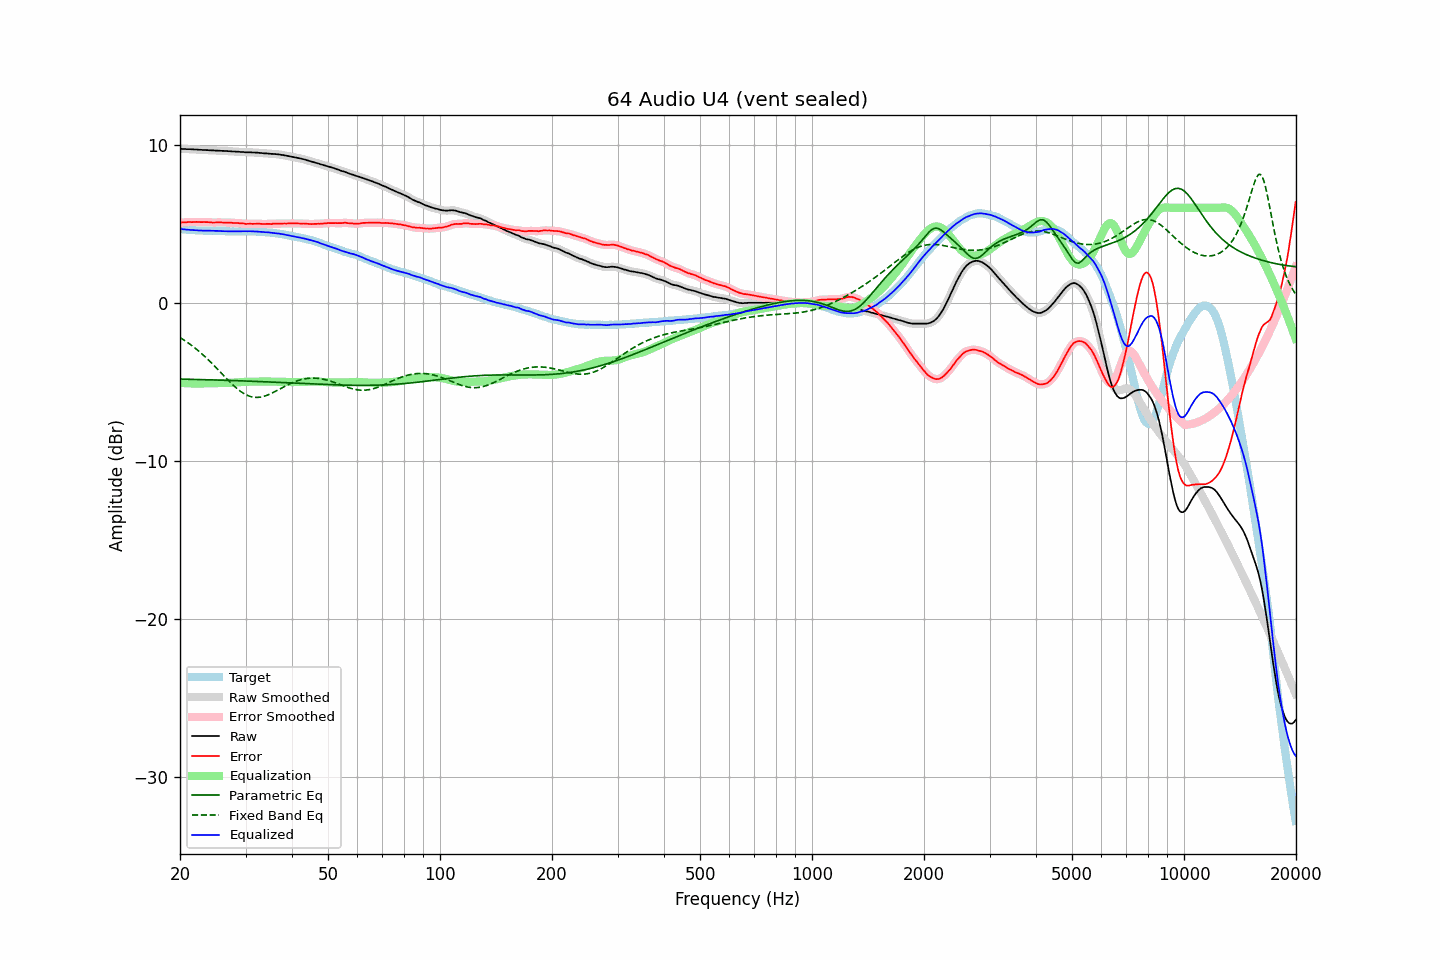 64 Audio U4 (vent sealed)
10
0
−10
−20
−30
Amplitude (dBr)
Target
Raw Smoothed
Error Smoothed
Raw
Error
Equalization
Parametric Eq
Fixed Band Eq
Equalized
20 50 100 200 500 1000 2000 5000 10000 20000
Frequency (Hz)